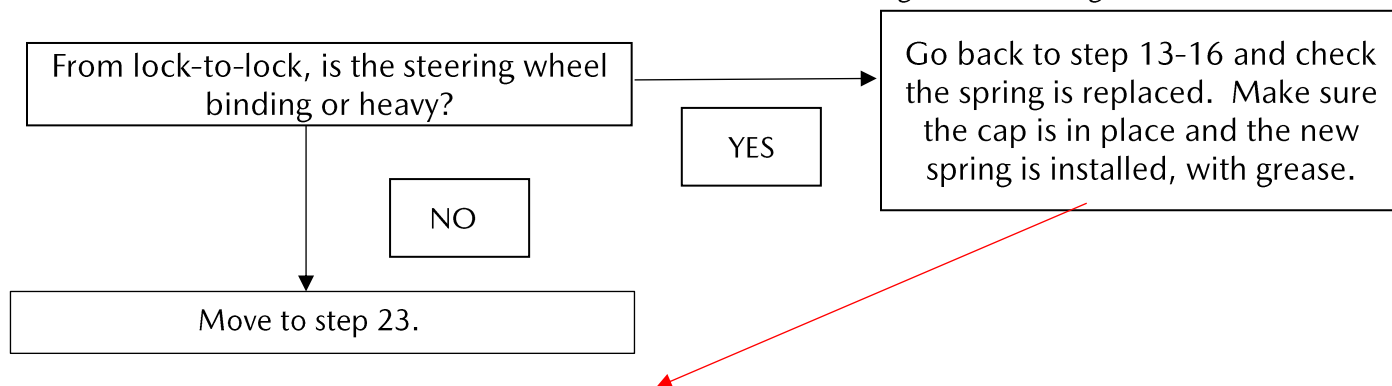 From lock-to-lock, is the steering wheel
binding or heavy?
Go back to step 13-16 and check
the spring is replaced.  Make sure
the cap is in place and the new
spring is installed, with grease.
YES
NO
Move to step 23.